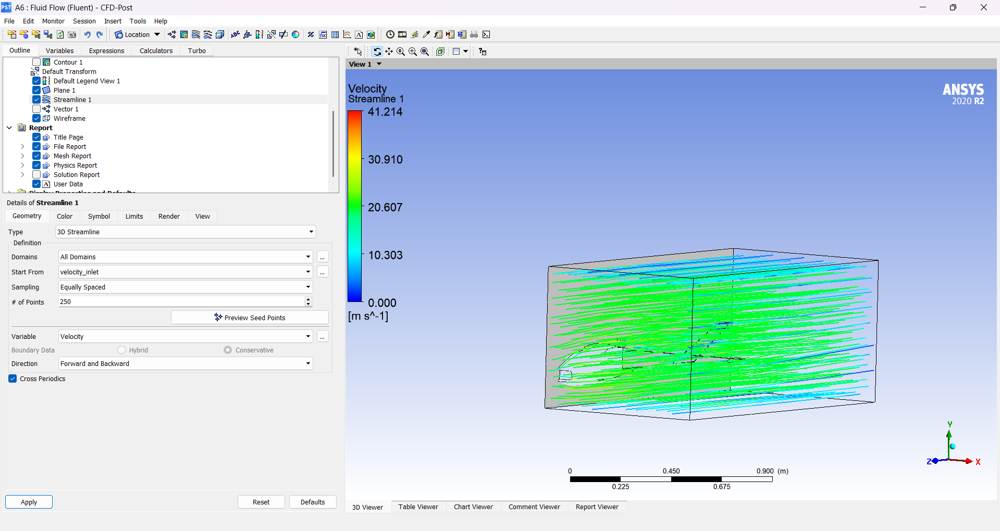 A6 : Fluid Flow (Fluent) - CFD-Post
File Edit Monitor Session Insert Tools Help
Location
Outline Variables Expressions Calculators Turbo
Contour 1
Default Transform
Default Legend View 1
Plane 1
Streamline 1
Vector 1
Wireframe
Report
Title Page
File Report
Mesh Report
Physics Report
Solution Report
User Data
Display Properties and Defaults
Details of Streamline 1
Geometry Color Symbol Limits Render View
Type 3D Streamline
Definition
Domains All Domains ...
Start From velocity_inlet ...
Sampling Equally Spaced
# of Points 250
Preview Seed Points
Variable Velocity ...
Boundary Data Hybrid Conservative
Direction Forward and Backward
Cross Periodics
Apply Reset Defaults
View 1
Velocity
Streamline 1
41.214
30.910
20.607
10.303
0.000
[m s^-1]
ANSYS
2020 R2
Y
Z X
0 0.450 0.900 (m)
0.225 0.675
3D Viewer Table Viewer Chart Viewer Comment Viewer Report Viewer